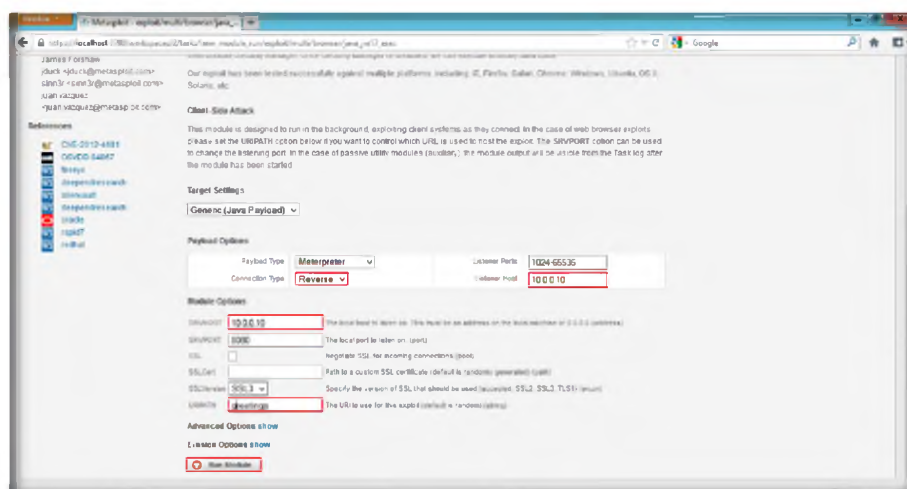 Metasploit - exploit/multi/browser/java_...
localhost
Google
James Forshaw
jduck <jduck@metasploit.com>
sinn3r <sinn3r@metasploit.com>
juan vazquez
<juan.vazquez@metasploit.com>
Our exploit has been tested successfully against multiple platforms, including: IE, Firefox, Safari, Chrome; Windows, Ubuntu, OS X,
Solaris, etc
Client-Side Attack
References
This module is designed to run in the background, exploiting client systems as they connect. In the case of web browser exploits,
please set the URIPATH option below if you want to control which URL is used to host the exploit. The SRVPORT option can be used
to change the listening port. In the case of passive utility modules (auxiliary) the module output will be visible from the Task log after
the module has been started
Target Settings
Generic (Java Payload)
oracle
rapid7
redhat
Payload Options
Payload Type Meterpreter Listener Ports 1024-65535
Connection Type Reverse Listener Host 10.0.0.10
Module Options
SRVHOST 10.0.0.10 The local host to listen on. This must be an address on the local machine or 0.0.0.0 (address)
SRVPORT 8080 The local port to listen on. (port)
SSL Negotiate SSL for incoming connections (bool)
SSLCert Path to a custom SSL certificate (default is randomly generated) (path)
SSLVersion SSL3 Specify the version of SSL that should be used (accepted: SSL2, SSL3, TLS1) (enum)
URIPATH greetings The URI to use for this exploit (default is random) (string)
Advanced Options show
Evasion Options show
Run Module